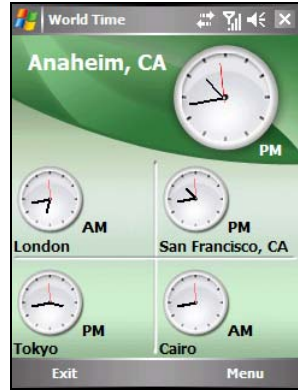 World Time
Anaheim, CA
PM
AM
London
PM
San Francisco, CA
PM
Tokyo
AM
Cairo
Exit
Menu